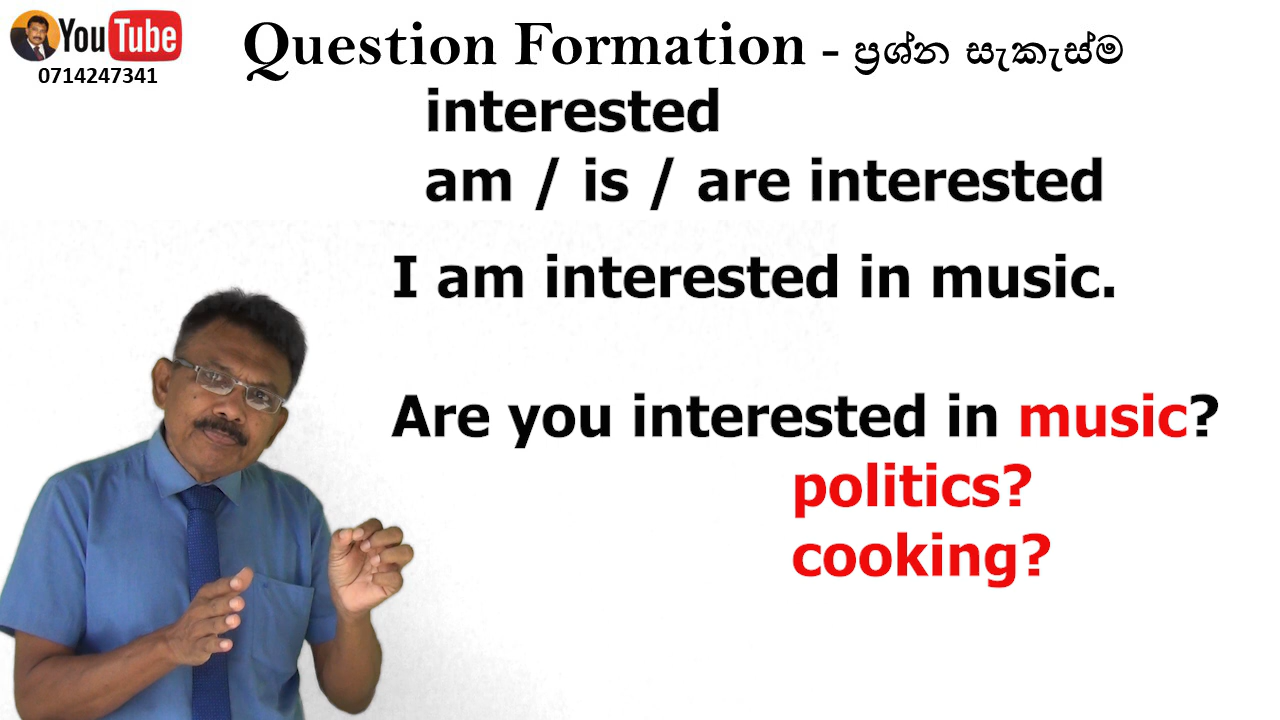 YouTube
0714247341
Question Formation - ප්‍රශ්න සැකැස්ම
interested
am / is / are interested
I am interested in music.
Are you interested in music?
politics?
cooking?